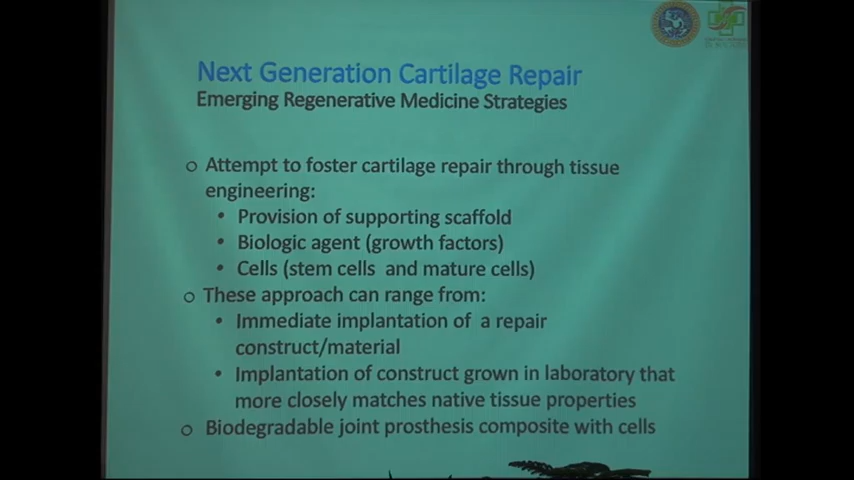 Next Generation Cartilage Repair
Emerging Regenerative Medicine Strategies
o Attempt to foster cartilage repair through tissue
engineering:
• Provision of supporting scaffold
• Biologic agent (growth factors)
• Cells (stem cells and mature cells)
o These approach can range from:
• Immediate implantation of a repair
construct/material
• Implantation of construct grown in laboratory that
more closely matches native tissue properties
o Biodegradable joint prosthesis composite with cells